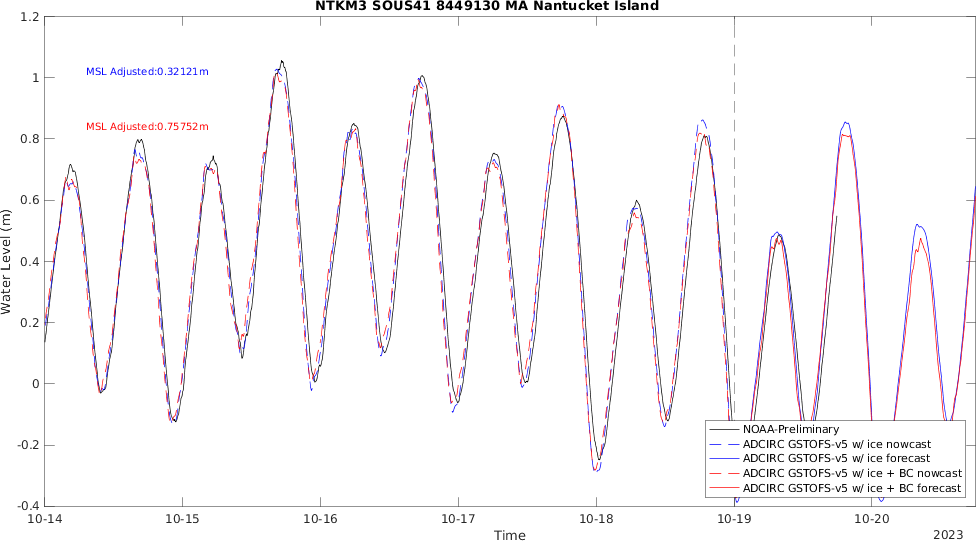 NTKM3 SOUS41 8449130 MA Nantucket Island
1.2
1
0.8
0.6
0.4
0.2
0
-0.2
-0.4
Water Level (m)
MSL Adjusted:0.32121m
MSL Adjusted:0.75752m
NOAA-Preliminary
ADCIRC GSTOFS-v5 w/ ice nowcast
ADCIRC GSTOFS-v5 w/ ice forecast
ADCIRC GSTOFS-v5 w/ ice + BC nowcast
ADCIRC GSTOFS-v5 w/ ice + BC forecast
10-14 10-15 10-16 10-17 10-18 10-19 10-20
Time
2023